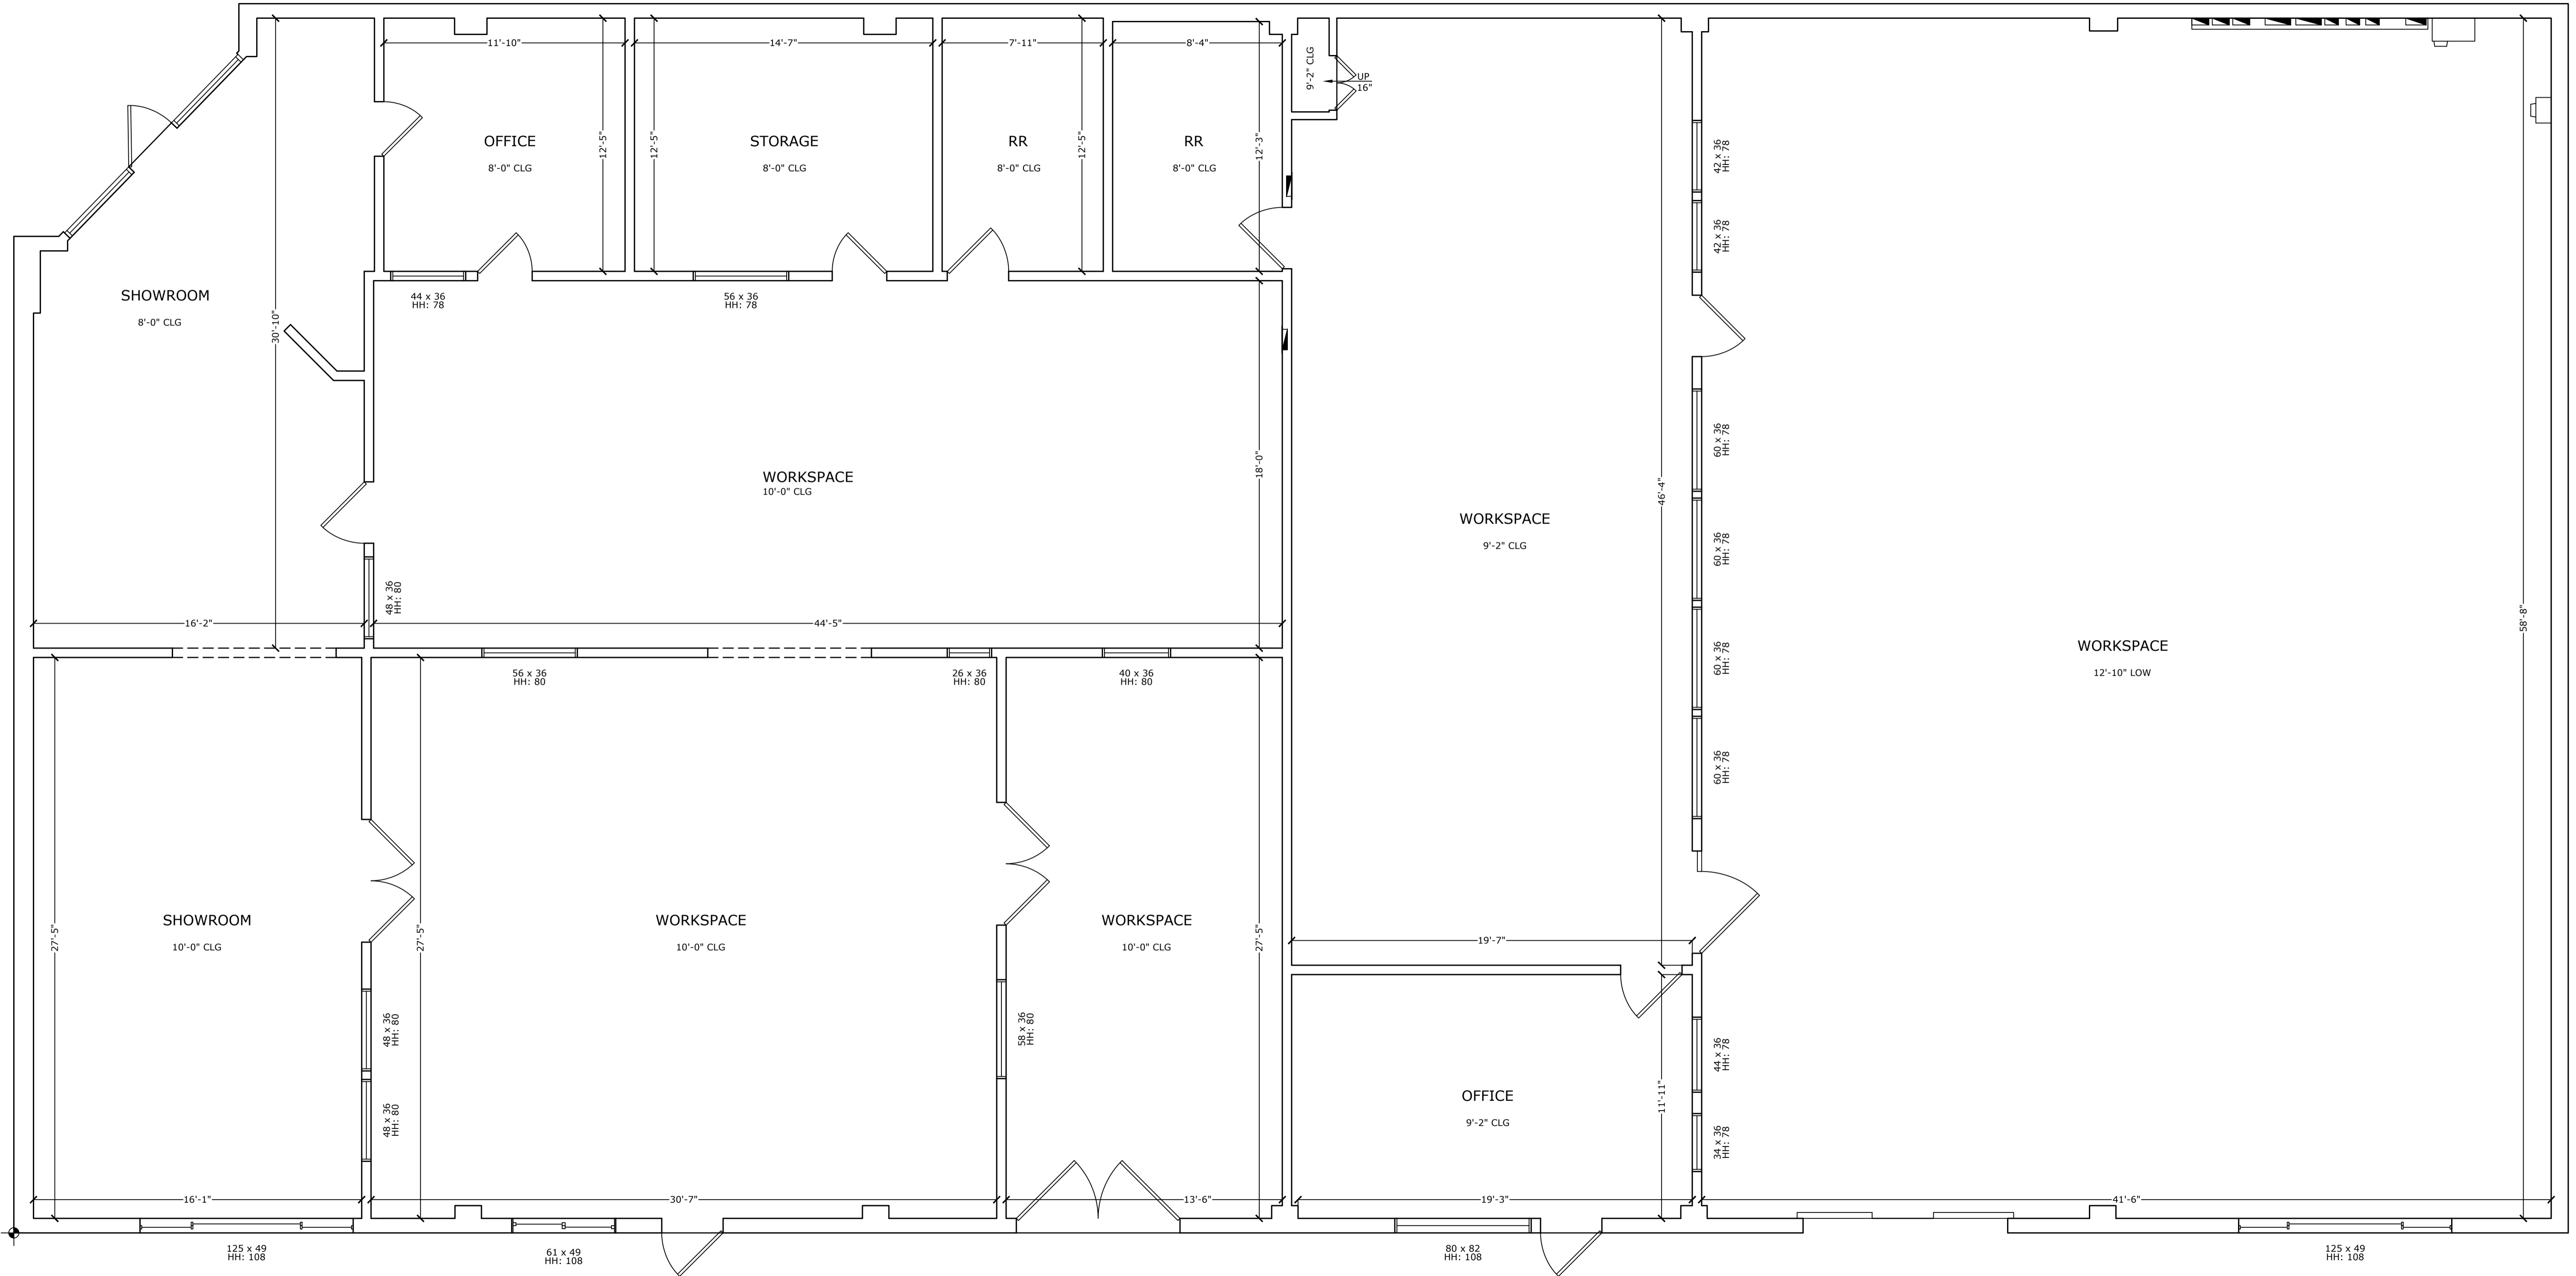 11'-10"
14'-7"
7'-11"
8'-4"
9'-2" CLG
UP
16"
OFFICE
8'-0" CLG
12'-5"
12'-5"
STORAGE
8'-0" CLG
RR
8'-0" CLG
12'-5"
RR
8'-0" CLG
12'-3"
42 x 36
HH: 78
42 x 36
HH: 78
SHOWROOM
8'-0" CLG
30'-10"
44 x 36
HH: 78
56 x 36
HH: 78
WORKSPACE
10'-0" CLG
18'-0"
46'-4"
WORKSPACE
9'-2" CLG
60 x 36
HH: 78
60 x 36
HH: 78
60 x 36
HH: 78
60 x 36
HH: 78
WORKSPACE
12'-10" LOW
58'-8"
48 x 36
HH: 80
16'-2"
44'-5"
56 x 36
HH: 80
26 x 36
HH: 80
40 x 36
HH: 80
27'-5"
SHOWROOM
10'-0" CLG
27'-5"
WORKSPACE
10'-0" CLG
WORKSPACE
10'-0" CLG
27'-5"
19'-7"
48 x 36
HH: 80
48 x 36
HH: 80
58 x 36
HH: 80
OFFICE
9'-2" CLG
11'-11"
44 x 36
HH: 78
34 x 36
HH: 78
16'-1"
30'-7"
13'-6"
19'-3"
41'-6"
125 x 49
HH: 108
61 x 49
HH: 108
80 x 82
HH: 108
125 x 49
HH: 108